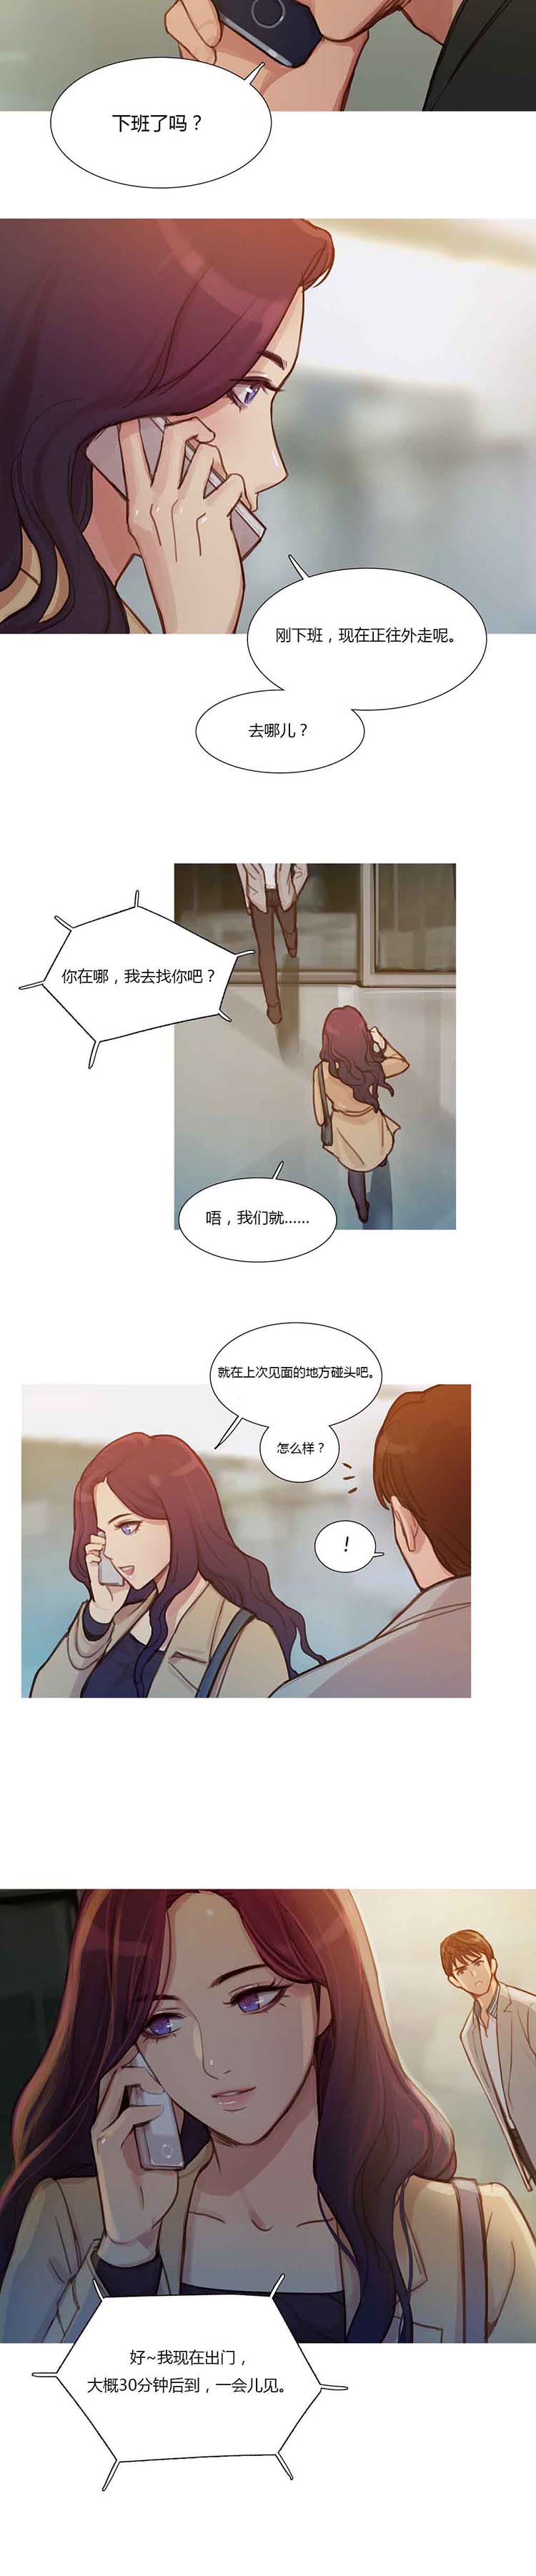 下班了吗？
刚下班，现在正往外走呢。
去哪儿？
你在哪，我去找你吧？
唔，我们就……
就在上次见面的地方碰头吧。
怎么样？
！
好~我现在出门，
大概30分钟后到，一会儿见。